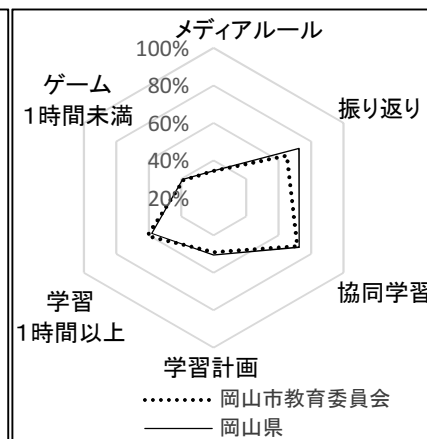 メディアルール
100%
80%
60%
40%
20%
振り返り
協同学習
学習計画
学習
1時間以上
ゲーム
1時間未満
岡山市教育委員会
岡山県